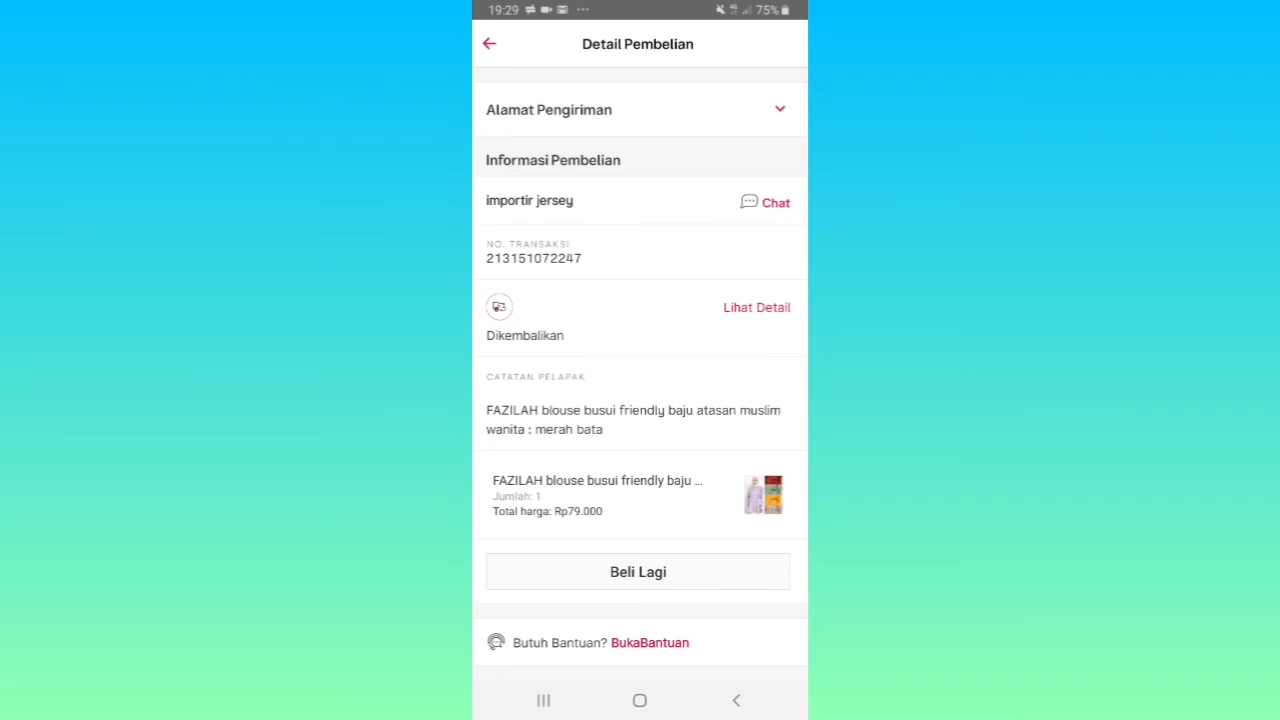 19:29 75%
Detail Pembelian
Alamat Pengiriman
Informasi Pembelian
importir jersey
Chat
NO. TRANSAKSI
213151072247
Lihat Detail
Dikembalikan
CATATAN PELAPAK
FAZILAH blouse busui friendly baju atasan muslim
wanita : merah bata
FAZILAH blouse busui friendly baju ...
Jumlah: 1
Total harga: Rp79.000
Beli Lagi
Butuh Bantuan? BukaBantuan